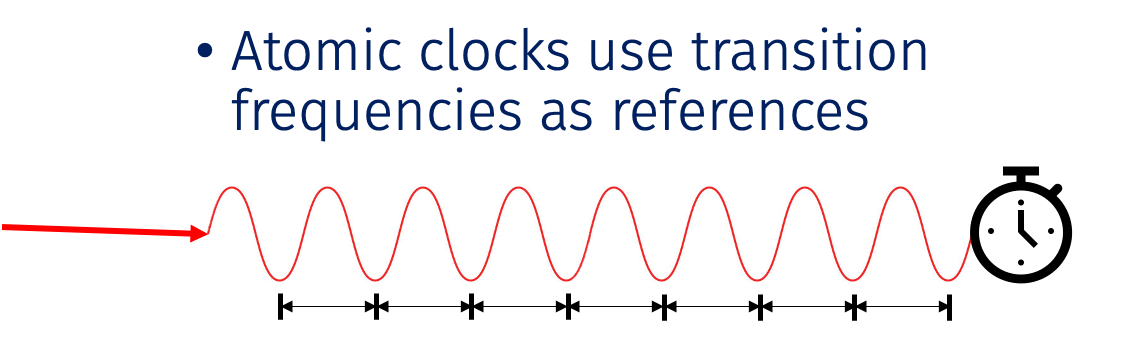 • Atomic clocks use transition
frequencies as references